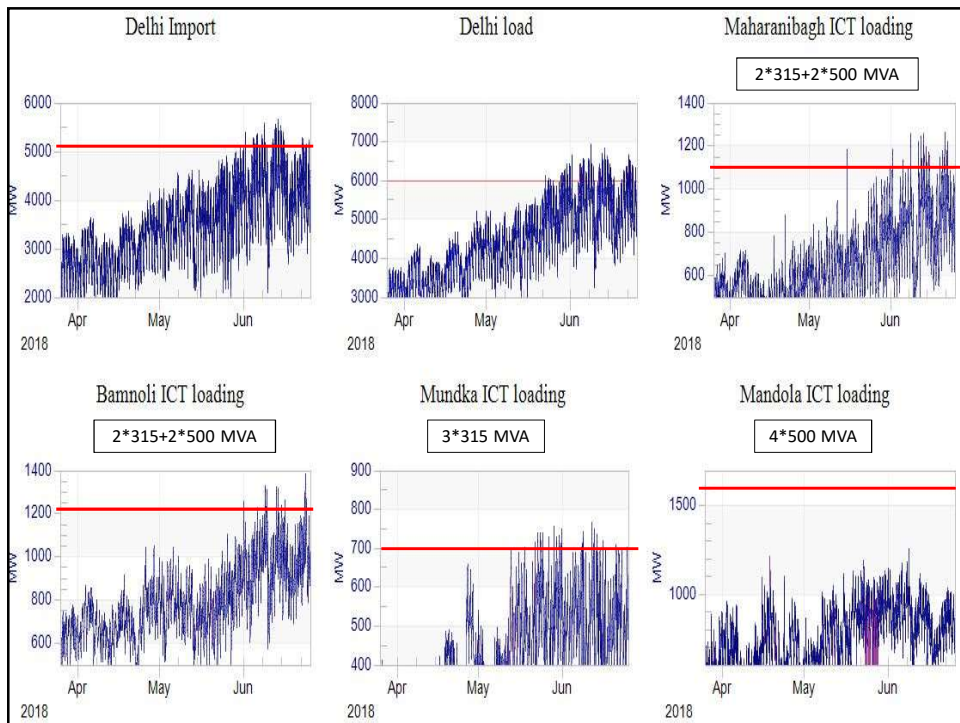 Delhi Import
6000
5000
4000
3000
2000
MW
Apr
May
Jun
2018
Delhi load
8000
7000
6000
5000
4000
3000
MW
Apr
May
Jun
2018
Maharanibagh ICT loading
2*315+2*500 MVA
1400
1200
1000
800
600
MW
Apr
May
Jun
2018
Bamnoli ICT loading
2*315+2*500 MVA
1400
1200
1000
800
600
MW
Apr
May
Jun
2018
Mundka ICT loading
3*315 MVA
900
800
700
600
500
400
MW
Apr
May
Jun
2018
Mandola ICT loading
4*500 MVA
1500
1000
MW
Apr
May
Jun
2018